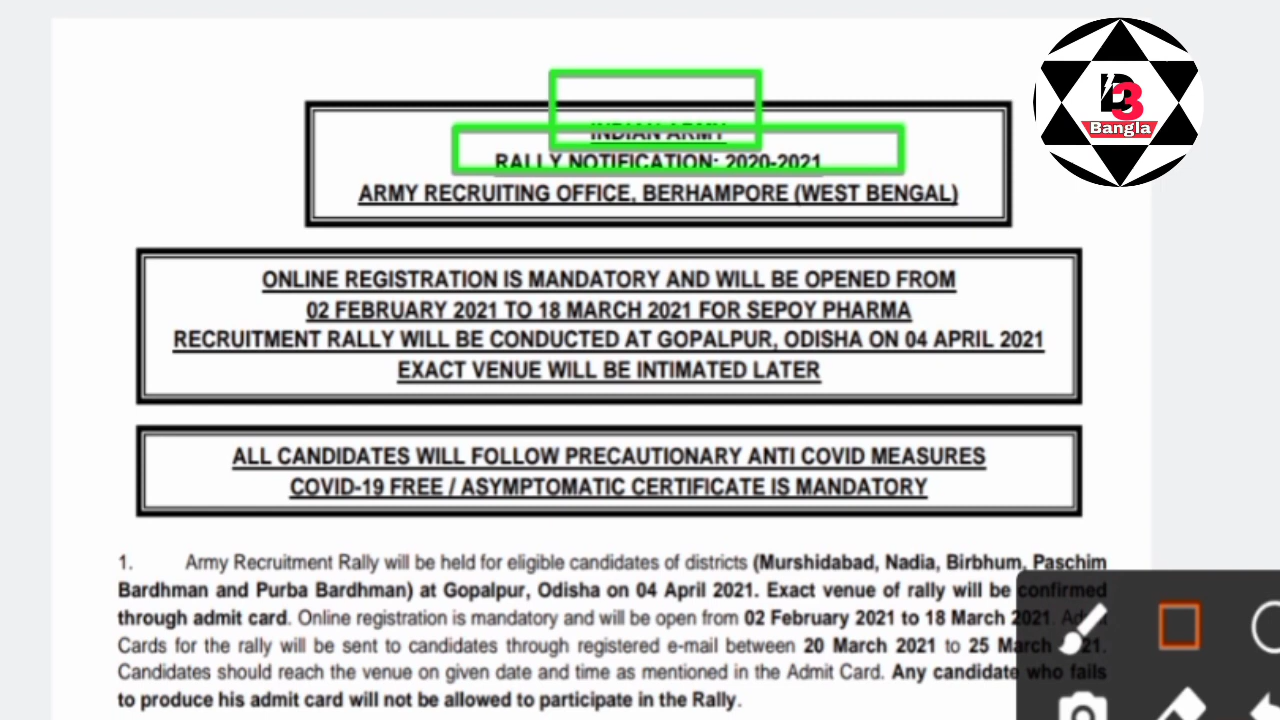 D3
Bangla
INDIAN ARMY
RALLY NOTIFICATION: 2020-2021
ARMY RECRUITING OFFICE, BERHAMPORE (WEST BENGAL)
ONLINE REGISTRATION IS MANDATORY AND WILL BE OPENED FROM
02 FEBRUARY 2021 TO 18 MARCH 2021 FOR SEPOY PHARMA
RECRUITMENT RALLY WILL BE CONDUCTED AT GOPALPUR, ODISHA ON 04 APRIL 2021
EXACT VENUE WILL BE INTIMATED LATER
ALL CANDIDATES WILL FOLLOW PRECAUTIONARY ANTI COVID MEASURES
COVID-19 FREE / ASYMPTOMATIC CERTIFICATE IS MANDATORY
1. Army Recruitment Rally will be held for eligible candidates of districts (Murshidabad, Nadia, Birbhum, Paschim
Bardhman and Purba Bardhman) at Gopalpur, Odisha on 04 April 2021. Exact venue of rally will be confirmed
through admit card. Online registration is mandatory and will be open from 02 February 2021 to 18 March 2021. Admit
Cards for the rally will be sent to candidates through registered e-mail between 20 March 2021 to 25 March 2021.
Candidates should reach the venue on given date and time as mentioned in the Admit Card. Any candidate who fails
to produce his admit card will not be allowed to participate in the Rally.